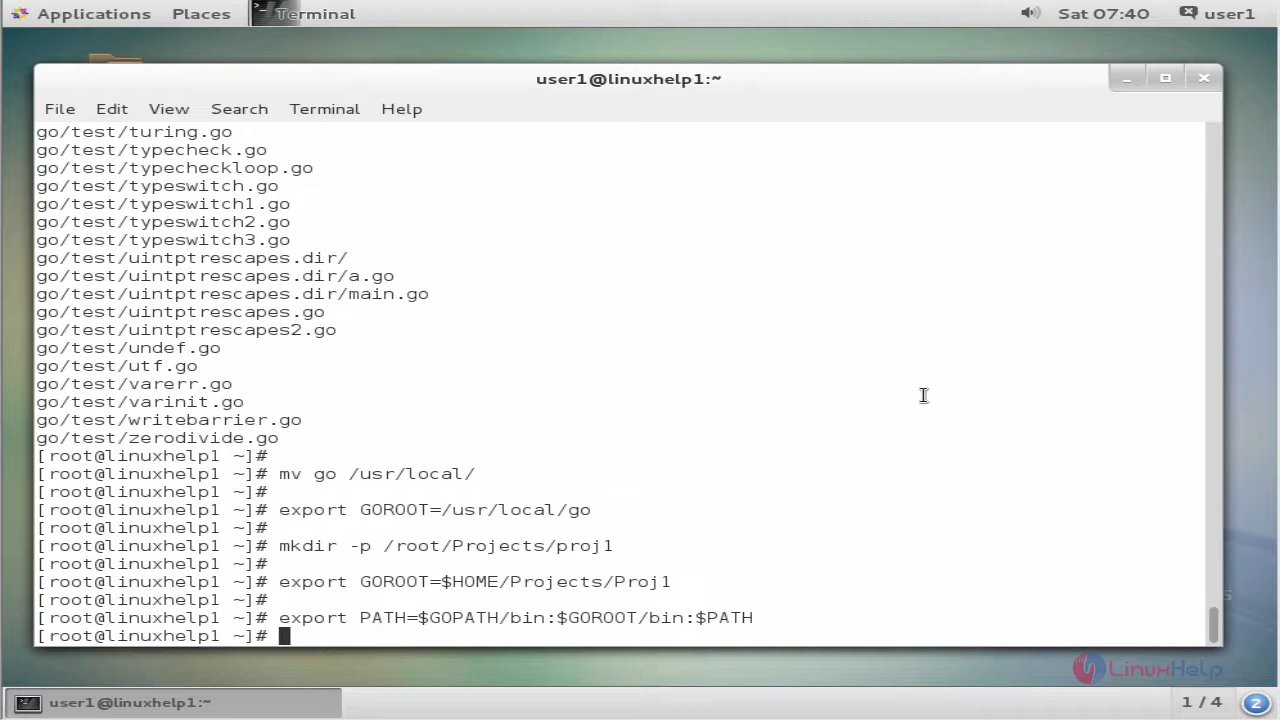 Applications Places Terminal Sat 07:40 user1
user1@linuxhelp1:~
File Edit View Search Terminal Help
go/test/turing.go
go/test/typecheck.go
go/test/typecheckloop.go
go/test/typeswitch.go
go/test/typeswitch1.go
go/test/typeswitch2.go
go/test/typeswitch3.go
go/test/uintptrescapes.dir/
go/test/uintptrescapes.dir/a.go
go/test/uintptrescapes.dir/main.go
go/test/uintptrescapes.go
go/test/uintptrescapes2.go
go/test/undef.go
go/test/utf.go
go/test/varerr.go
go/test/varinit.go
go/test/writebarrier.go
go/test/zerodivide.go
[root@linuxhelp1 ~]#
[root@linuxhelp1 ~]# mv go /usr/local/
[root@linuxhelp1 ~]#
[root@linuxhelp1 ~]# export GOROOT=/usr/local/go
[root@linuxhelp1 ~]#
[root@linuxhelp1 ~]# mkdir -p /root/Projects/proj1
[root@linuxhelp1 ~]#
[root@linuxhelp1 ~]# export GOROOT=$HOME/Projects/Proj1
[root@linuxhelp1 ~]#
[root@linuxhelp1 ~]# export PATH=$GOPATH/bin:$GOROOT/bin:$PATH
[root@linuxhelp1 ~]#
LinuxHelp
user1@linuxhelp1:~ 1 / 4 2